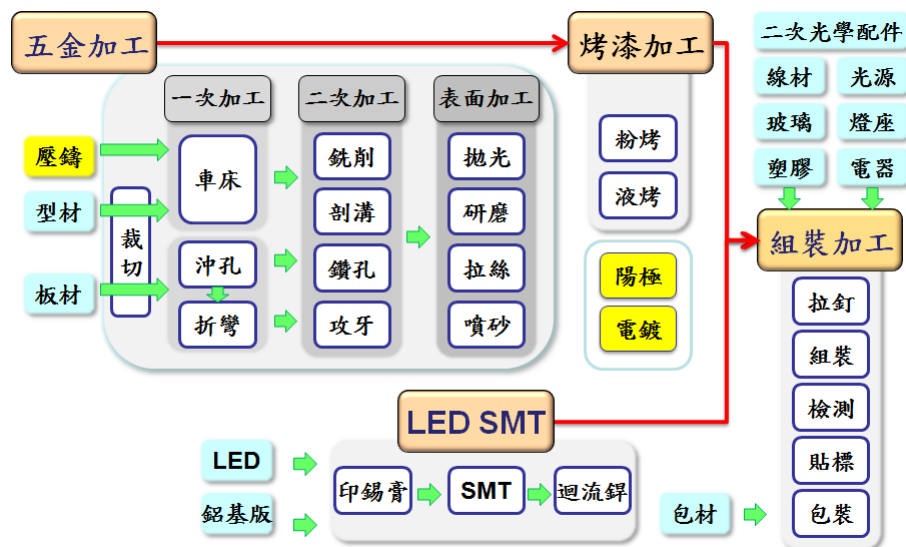 五金加工
烤漆加工
二次光學配件
線材
光源
玻璃
燈座
塑膠
電器
一次加工
二次加工
表面加工
壓鑄
型材
板材
裁切
車床
沖孔
折彎
銑削
剖溝
鑽孔
攻牙
拋光
研磨
拉絲
噴砂
粉烤
液烤
陽極
電鍍
組裝加工
拉釘
組裝
檢測
貼標
包裝
包材
LED SMT
LED
鋁基版
印錫膏
SMT
迴流銲